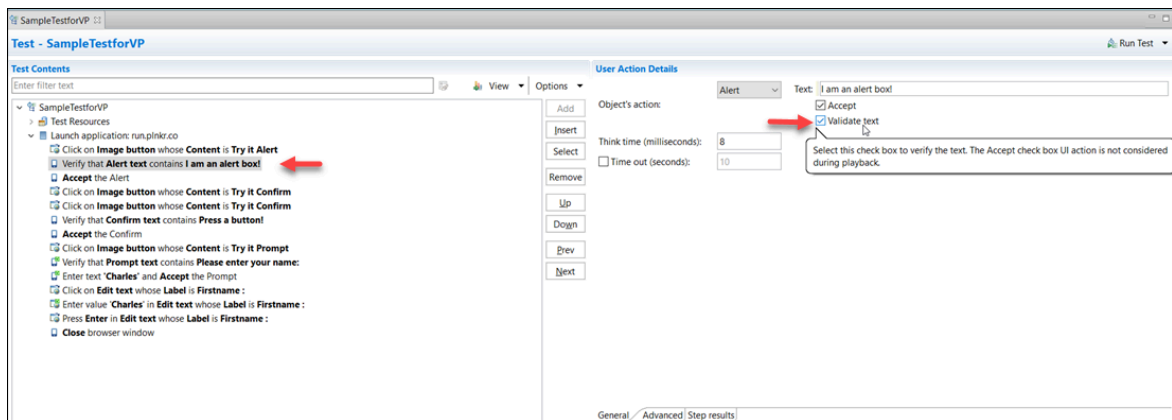 SampleTestforVP
Test - SampleTestforVP
Run Test
Test Contents
Enter filter text
View
Options
SampleTestforVP
Test Resources
Launch application: run.plnkr.co
Click on Image button whose Content is Try it Alert
Verify that Alert text contains I am an alert box!
Accept the Alert
Click on Image button whose Content is Try it Confirm
Click on Image button whose Content is Try it Confirm
Verify that Confirm text contains Press a button!
Accept the Confirm
Click on Image button whose Content is Try it Prompt
Verify that Prompt text contains Please enter your name:
Enter text 'Charles' and Accept the Prompt
Click on Edit text whose Label is Firstname :
Enter value 'Charles' in Edit text whose Label is Firstname :
Press Enter in Edit text whose Label is Firstname :
Close browser window
Add
Insert
Select
Remove
Up
Down
Prev
Next
User Action Details
Alert
Text: I am an alert box!
Object's action:
Accept
Validate text
Think time (milliseconds): 8
Time out (seconds): 10
Select this check box to verify the text. The Accept check box UI action is not considered
during playback.
General
Advanced
Step results